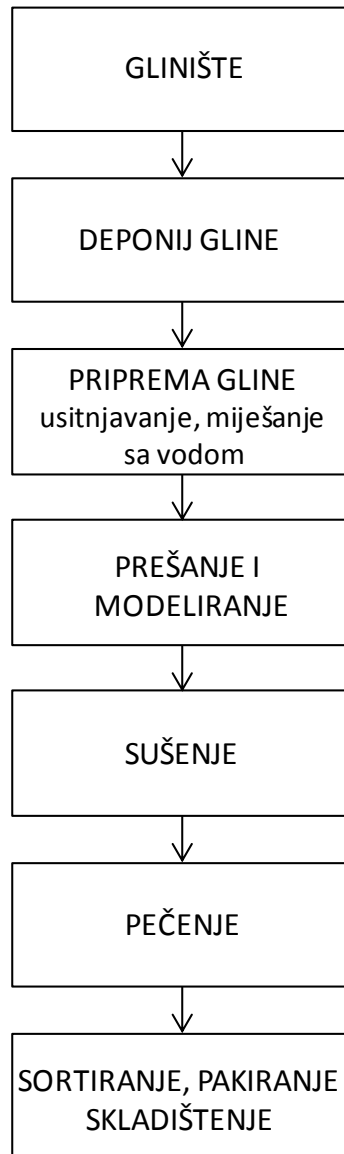 GLINIŠTE
DEPONIJ GLINE
PRIPREMA GLINE
usitnjavanje, miješanje
sa vodom
PREŠANJE I
MODELIRANJE
SUŠENJE
PEČENJE
SORTIRANJE, PAKIRANJE
SKLADIŠTENJE